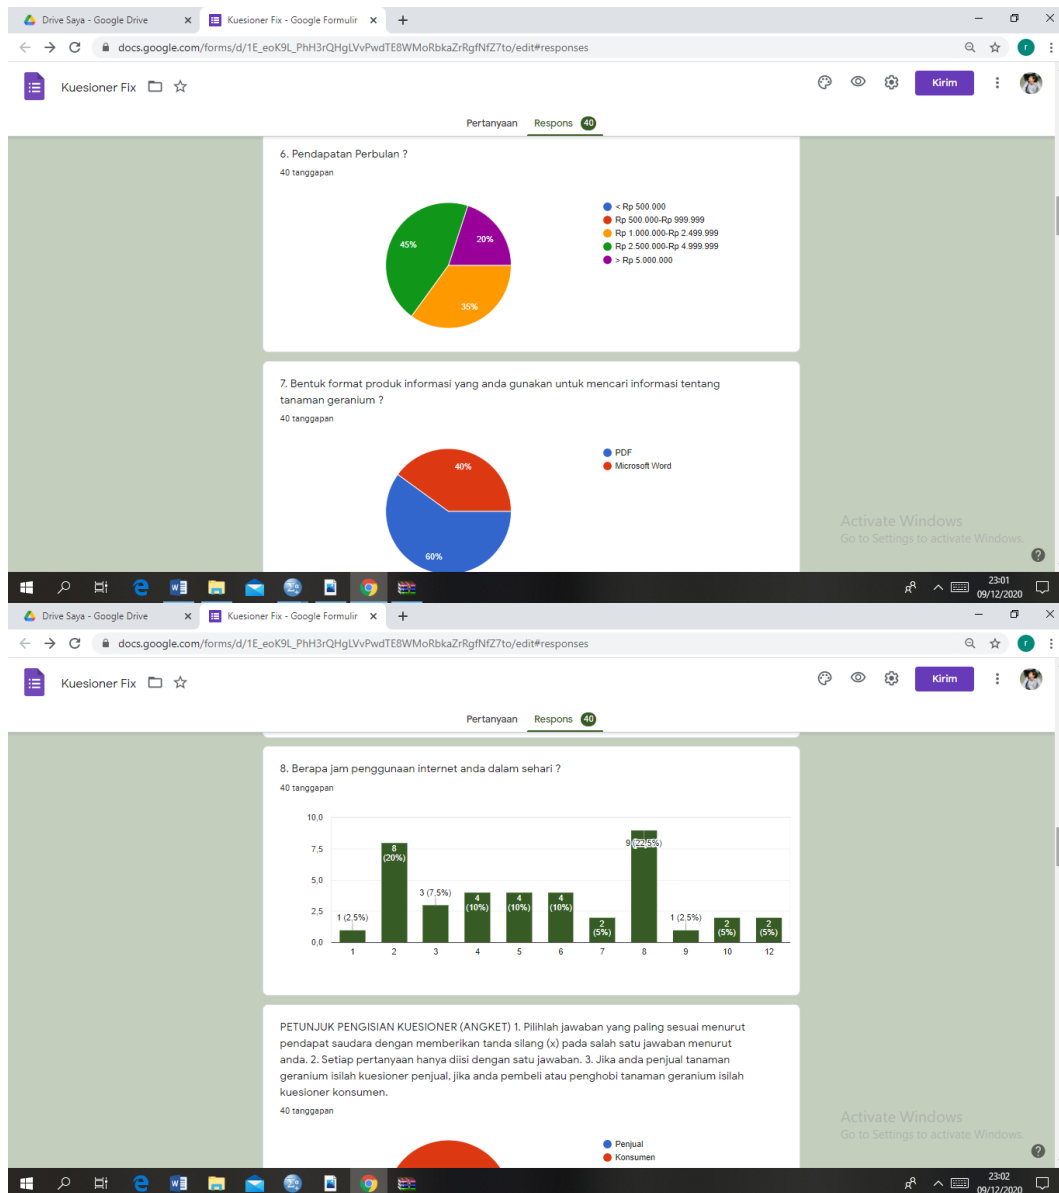 Drive Saya - Google Drive
Kuesioner Fix - Google Formulir
docs.google.com/forms/d/1E_eoK9L_PhH3rQHgLVvPwdTE8WMoRbkaZrRgfNfZ7to/edit#responses
r
Kuesioner Fix
Kirim
Pertanyaan Respons 40
6. Pendapatan Perbulan ?
40 tanggapan
< Rp 500.000
Rp 500.000-Rp 999.999
Rp 1.000.000-Rp 2.499.999
Rp 2.500.000-Rp 4.999.999
> Rp 5.000.000
45%
20%
35%
7. Bentuk format produk informasi yang anda gunakan untuk mencari informasi tentang
tanaman geranium ?
40 tanggapan
PDF
Microsoft Word
40%
60%
Activate Windows
Go to Settings to activate Windows.
23:01
09/12/2020
Drive Saya - Google Drive
Kuesioner Fix - Google Formulir
docs.google.com/forms/d/1E_eoK9L_PhH3rQHgLVvPwdTE8WMoRbkaZrRgfNfZ7to/edit#responses
r
Kuesioner Fix
Kirim
Pertanyaan Respons 40
8. Berapa jam penggunaan internet anda dalam sehari ?
40 tanggapan
10,0
7,5
5,0
2,5
0,0
1 (2,5%)
8
(20%)
3 (7,5%)
4
(10%)
4
(10%)
4
(10%)
2
(5%)
9 (22,5%)
1 (2,5%)
2
(5%)
2
(5%)
1 2 3 4 5 6 7 8 9 10 12
PETUNJUK PENGISIAN KUESIONER (ANGKET) 1. Pilihlah jawaban yang paling sesuai menurut
pendapat saudara dengan memberikan tanda silang (x) pada salah satu jawaban menurut
anda. 2. Setiap pertanyaan hanya diisi dengan satu jawaban. 3. Jika anda penjual tanaman
geranium isilah kuesioner penjual, jika anda pembeli atau penghobi tanaman geranium isilah
kuesioner konsumen.
40 tanggapan
Penjual
Konsumen
Activate Windows
Go to Settings to activate Windows.
23:02
09/12/2020